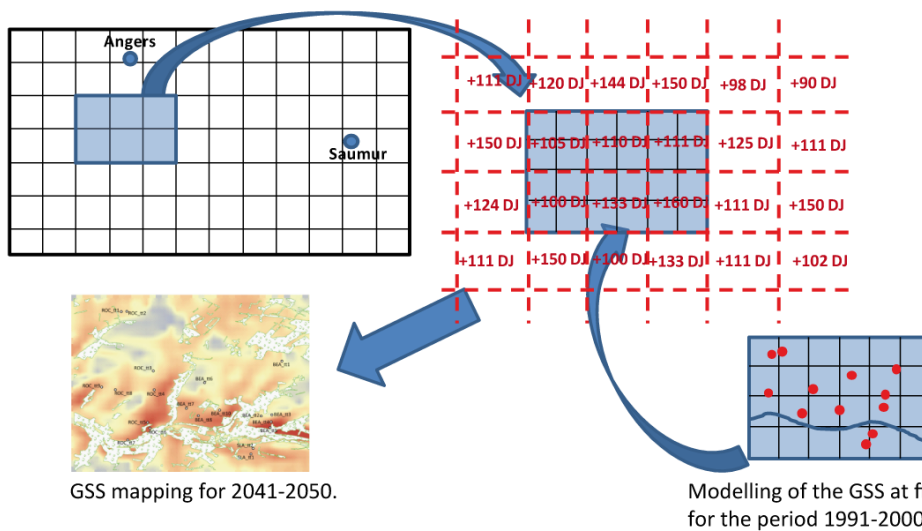 Angers
Saumur
+111 DJ +120 DJ +144 DJ +150 DJ +98 DJ +90 DJ
+150 DJ +105 DJ +110 DJ +111 DJ +125 DJ +111 DJ
+124 DJ +100 DJ +133 DJ +160 DJ +111 DJ +150 DJ
+111 DJ +150 DJ +100 DJ +133 DJ +111 DJ +102 DJ
GSS mapping for 2041-2050.
Modelling of the GSS at f
for the period 1991-2000